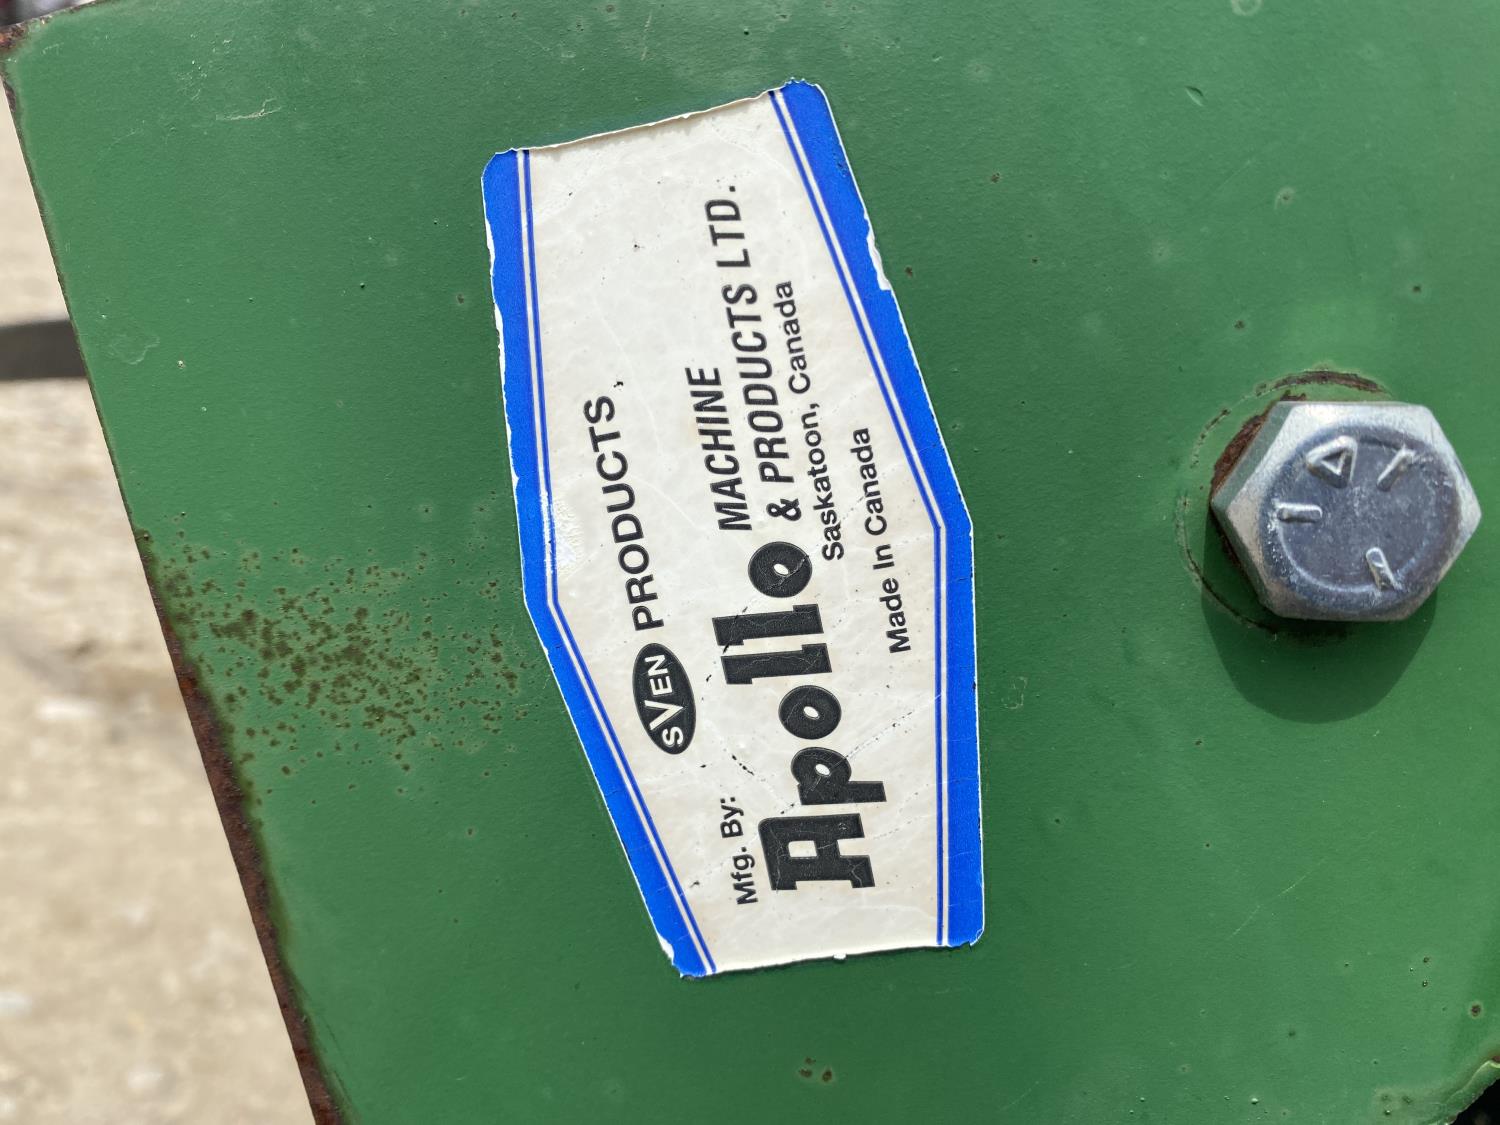 SVEN PRODUCTS
Mfg. By:
Apollo MACHINE
& PRODUCTS LTD.
Saskatoon, Canada
Made In Canada